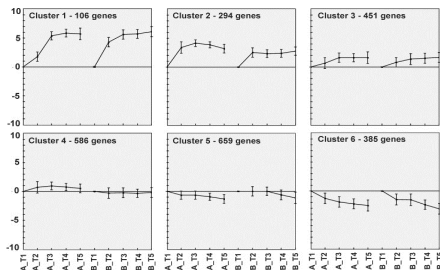 Cluster 1 - 106 genes
Cluster 2 - 294 genes
Cluster 3 - 451 genes
10
5
0
-5
-10
Cluster 4 - 586 genes
Cluster 5 - 659 genes
Cluster 6 - 385 genes
10
5
0
-5
-10
A_T1
A_T2
A_T3
A_T4
A_T5
B_T1
B_T2
B_T3
B_T4
B_T5
A_T1
A_T2
A_T3
A_T4
A_T5
B_T1
B_T2
B_T3
B_T4
B_T5
A_T1
A_T2
A_T3
A_T4
A_T5
B_T1
B_T2
B_T3
B_T4
B_T5